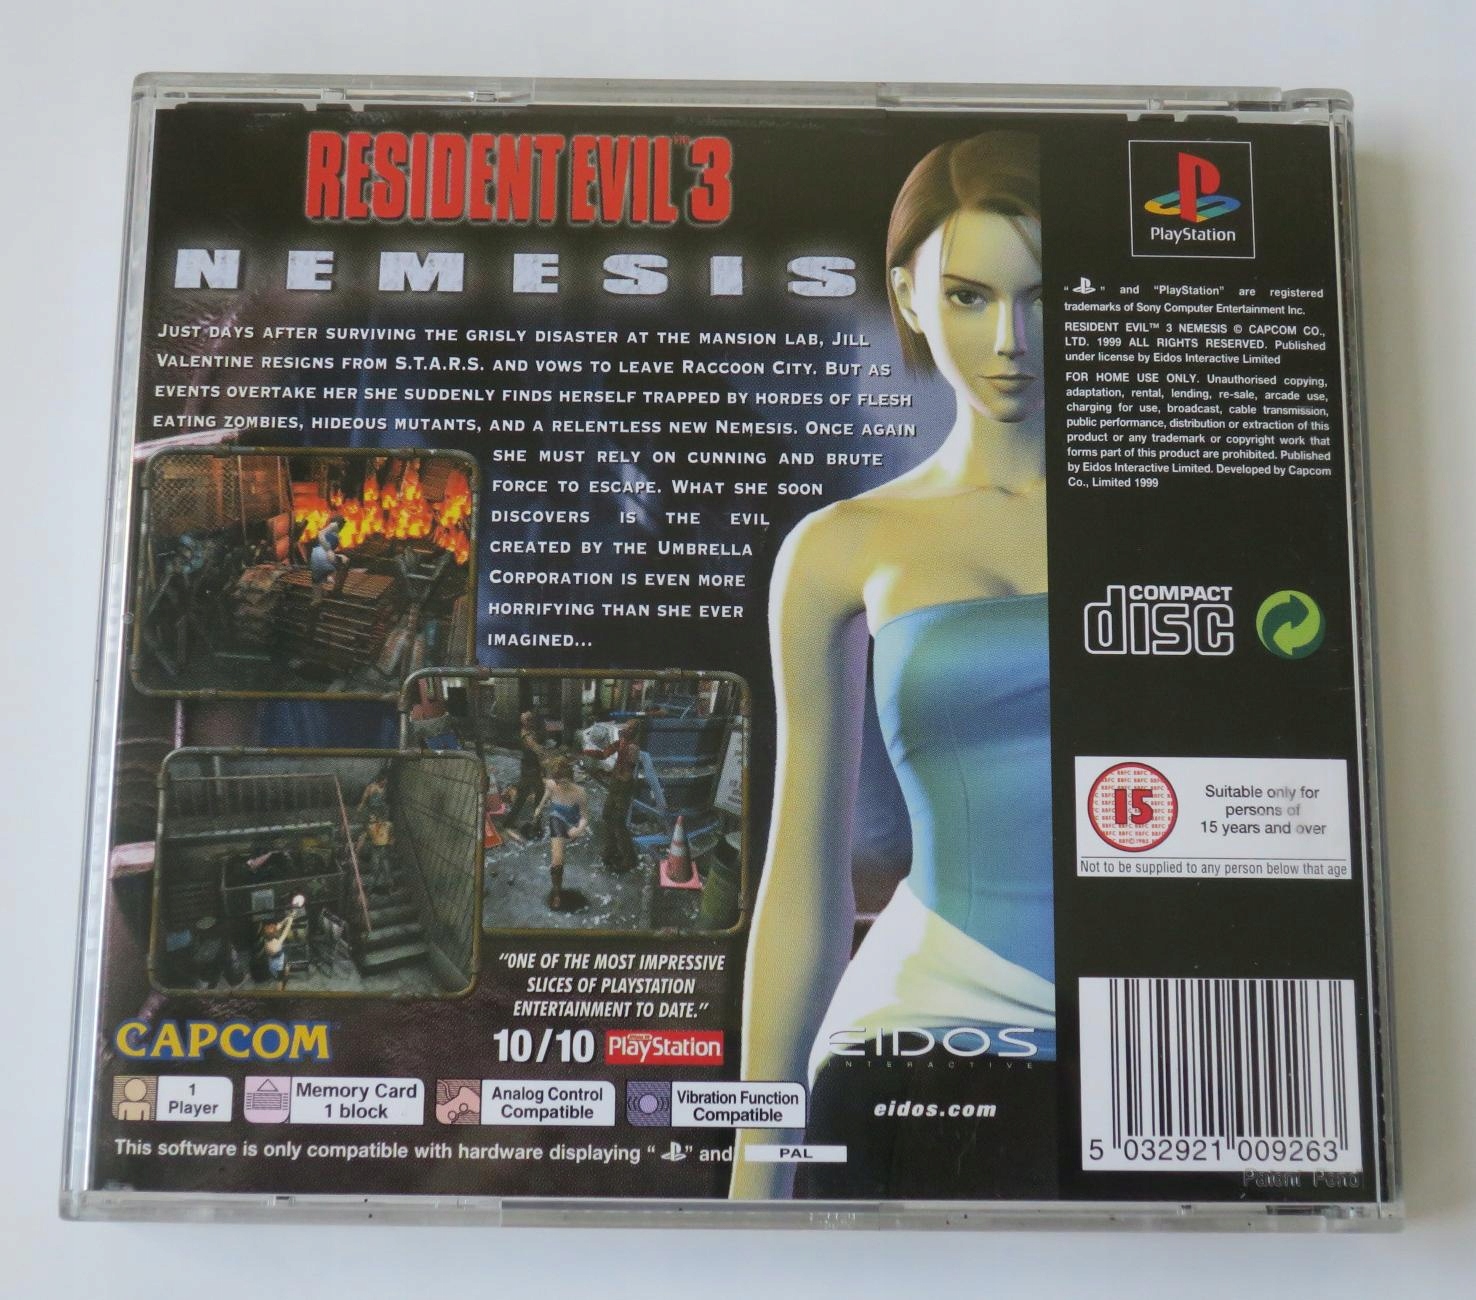 RESIDENT EVIL™ 3
NEMESIS
JUST DAYS AFTER SURVIVING THE GRISLY DISASTER AT THE MANSION LAB, JILL
VALENTINE RESIGNS FROM S.T.A.R.S. AND VOWS TO LEAVE RACCOON CITY. BUT AS
EVENTS OVERTAKE HER SHE SUDDENLY FINDS HERSELF TRAPPED BY HORDES OF FLESH
EATING ZOMBIES, HIDEOUS MUTANTS, AND A RELENTLESS NEW NEMESIS. ONCE AGAIN
SHE MUST RELY ON CUNNING AND BRUTE
FORCE TO ESCAPE. WHAT SHE SOON
DISCOVERS IS THE EVIL
CREATED BY THE UMBRELLA
CORPORATION IS EVEN MORE
HORRIFYING THAN SHE EVER
IMAGINED...
"ONE OF THE MOST IMPRESSIVE
SLICES OF PLAYSTATION
ENTERTAINMENT TO DATE."
10/10 PlayStation
CAPCOM
EIDOS
INTERACTIVE
eidos.com
1
Player
Memory Card
1 block
Analog Control
Compatible
Vibration Function
Compatible
This software is only compatible with hardware displaying " " and PAL
PlayStation
" " and "PlayStation" are registered
trademarks of Sony Computer Entertainment Inc.
RESIDENT EVIL™ 3 NEMESIS © CAPCOM CO.,
LTD. 1999 ALL RIGHTS RESERVED. Published
under license by Eidos Interactive Limited
FOR HOME USE ONLY. Unauthorised copying,
adaptation, rental, lending, re-sale, arcade use,
charging for use, broadcast, cable transmission,
public performance, distribution or extraction of this
product or any trademark or copyright work that
forms part of this product are prohibited. Published
by Eidos Interactive Limited. Developed by Capcom
Co., Limited 1999
COMPACT
disc
15
Suitable only for
persons of
15 years and over
Not to be supplied to any person below that age
5 032921 009263
Patent Pend